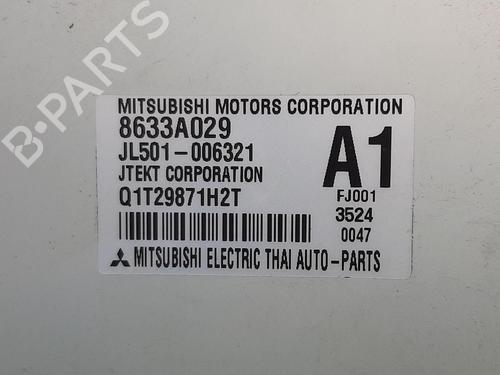 B-PARTS
MITSUBISHI MOTORS CORPORATION
8633A029
JL501-006321
JTEKT CORPORATION
Q1T29871H2T
A1
FJ001
3524
0047
MITSUBISHI ELECTRIC THAI AUTO-PARTS